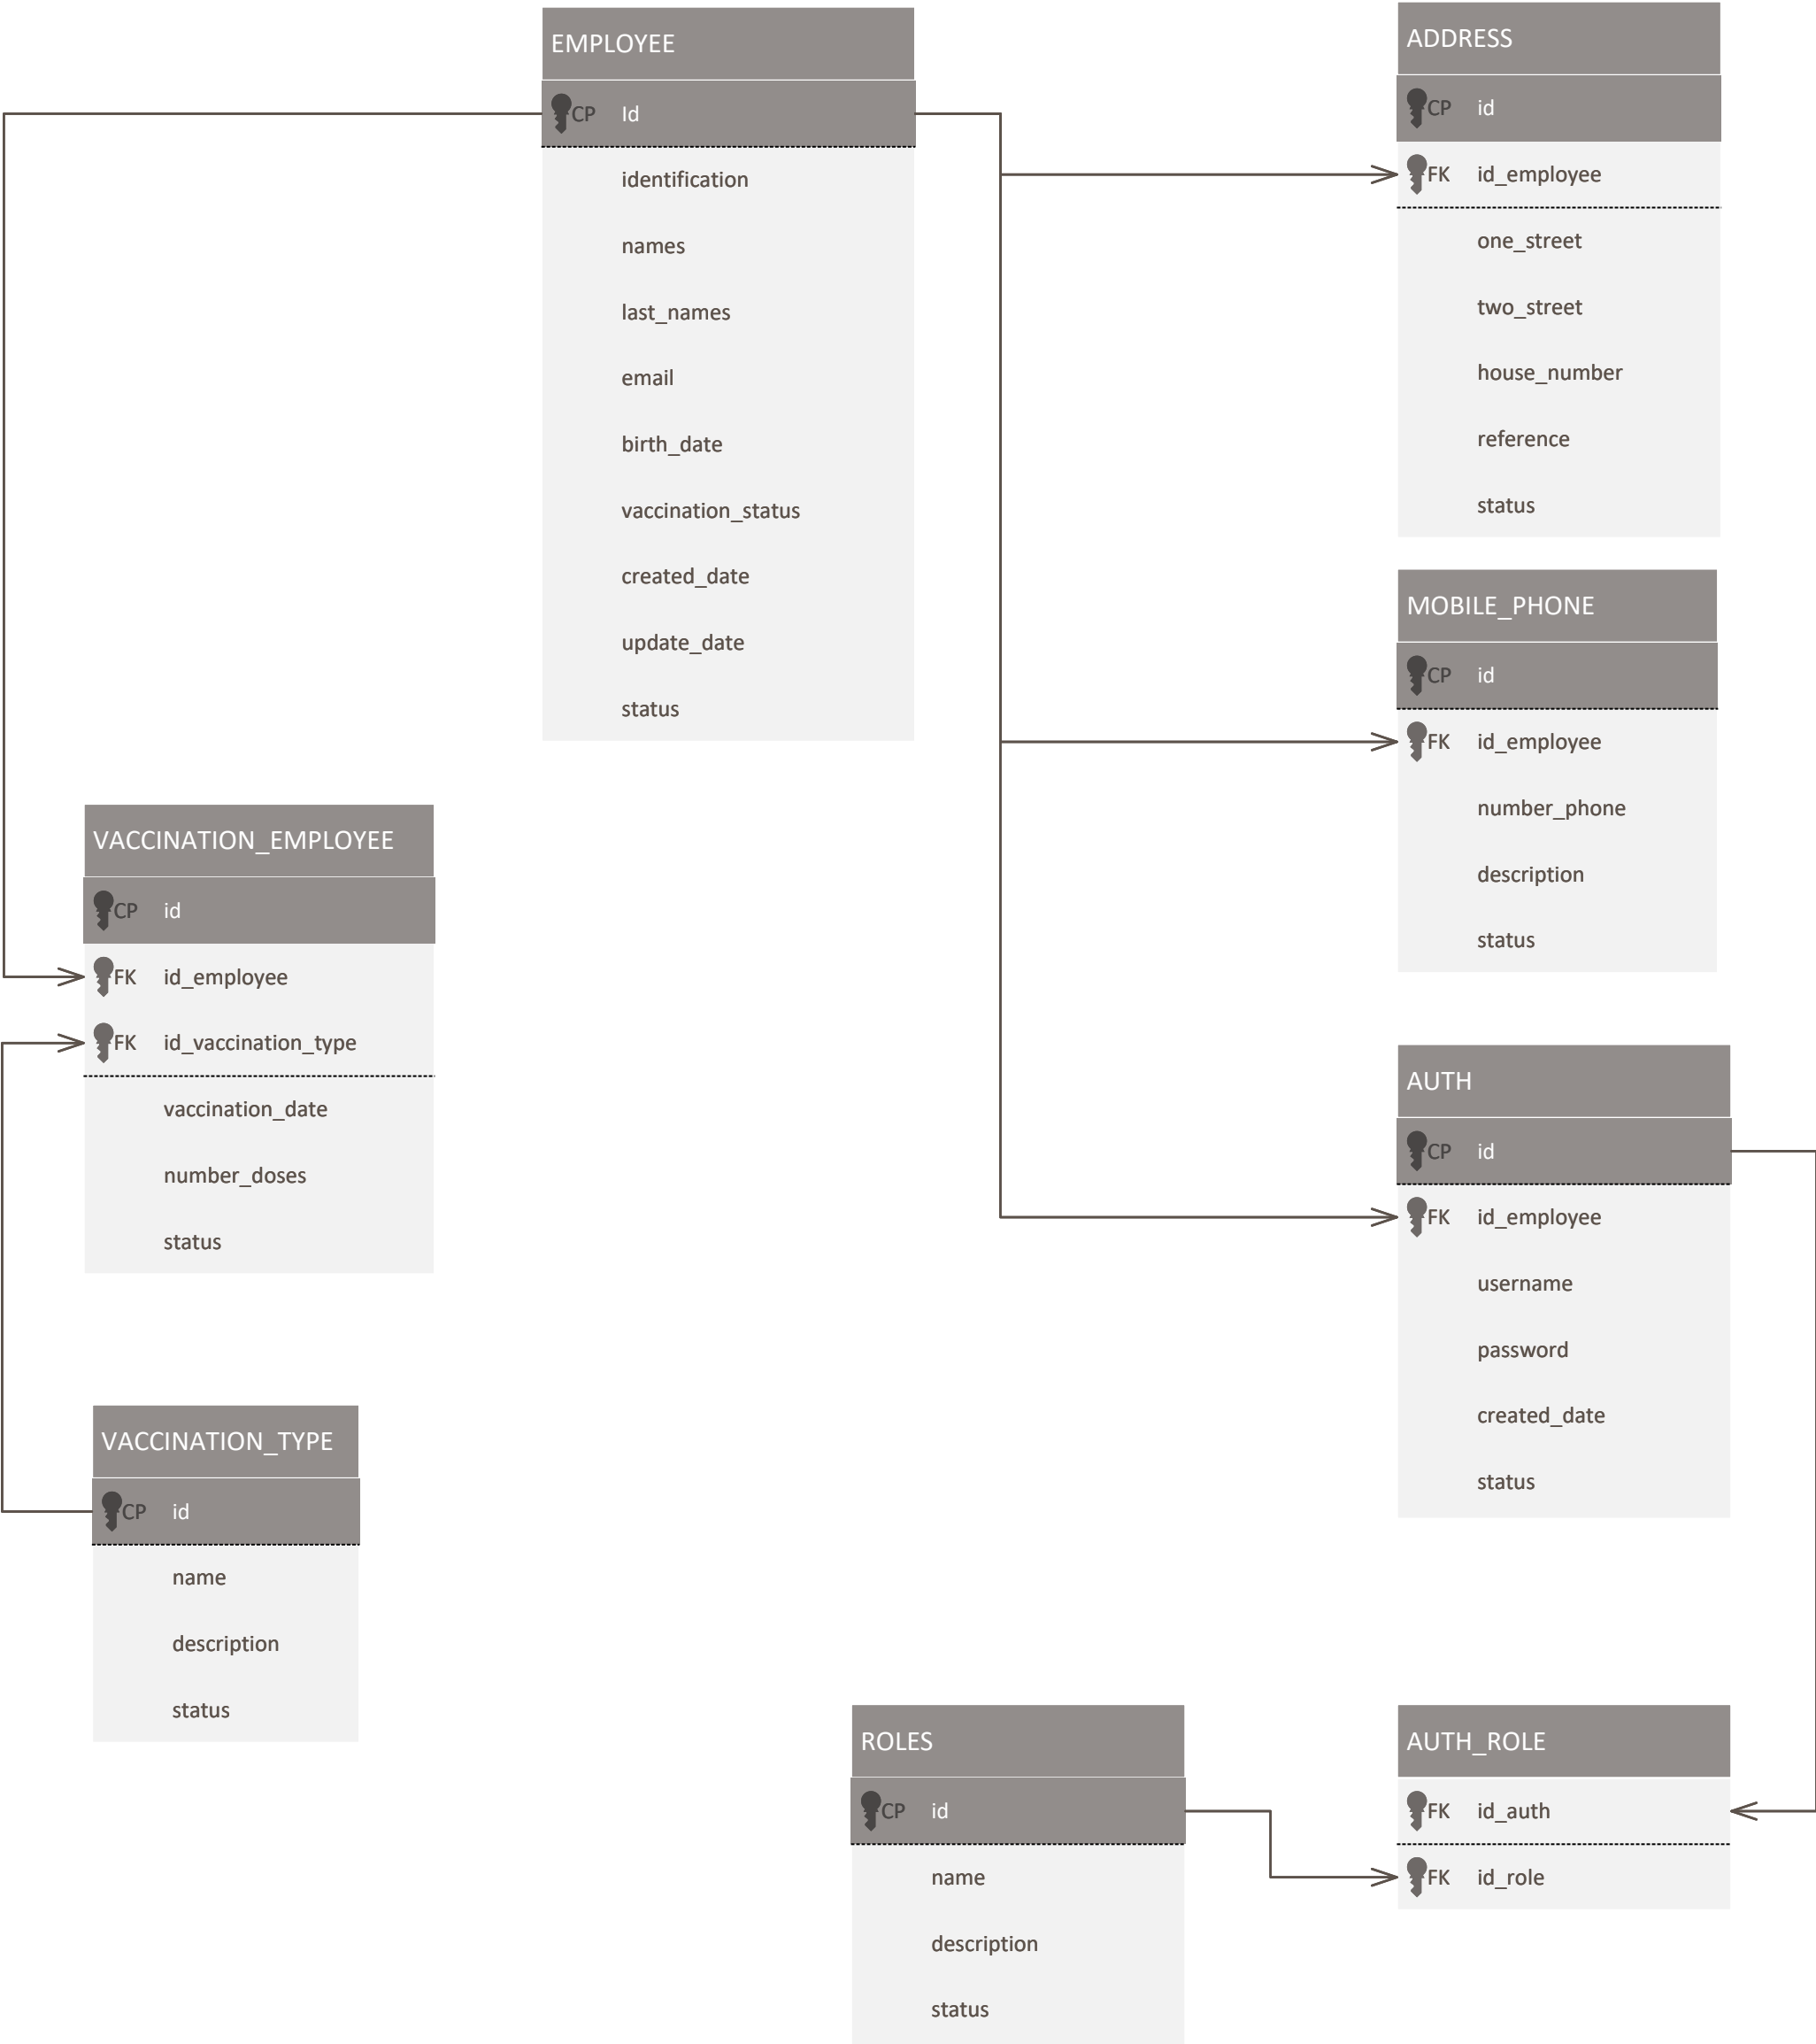 EMPLOYEE
CP Id
identification
names
last_names
email
birth_date
vaccination_status
created_date
update_date
status
ADDRESS
CP id
FK id_employee
one_street
two_street
house_number
reference
status
MOBILE_PHONE
CP id
FK id_employee
number_phone
description
status
VACCINATION_EMPLOYEE
CP id
FK id_employee
FK id_vaccination_type
vaccination_date
number_doses
status
AUTH
CP id
FK id_employee
username
password
created_date
status
VACCINATION_TYPE
CP id
name
description
status
ROLES
CP id
name
description
status
AUTH_ROLE
FK id_auth
FK id_role